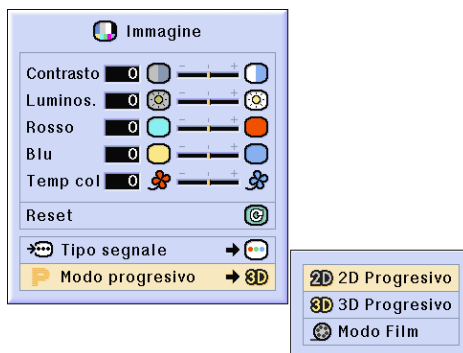 Immagine
Contrasto 0 - +
Luminos. 0 - +
Rosso 0 - +
Blu 0 - +
Temp col 0 - +
Reset
Tipo segnale
P Modo progresivo 3D
2D 2D Progresivo
3D 3D Progresivo
Modo Film